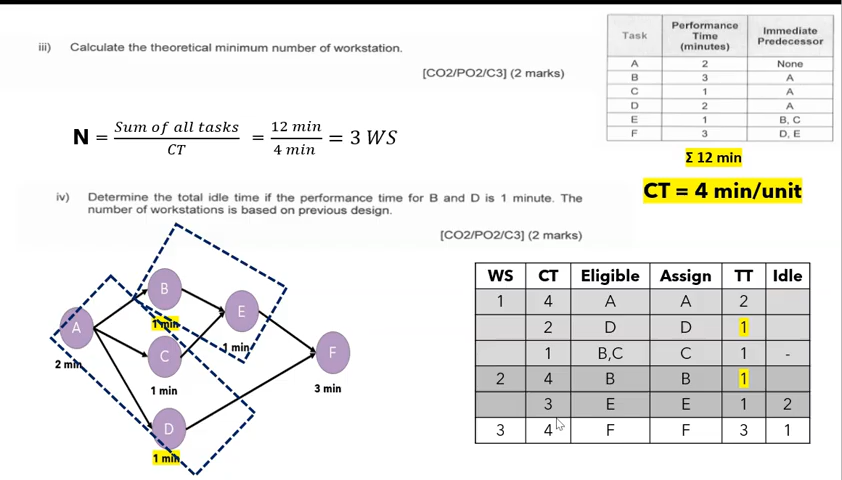 iii) Calculate the theoretical minimum number of workstation.
[CO2/PO2/C3] (2 marks)
N = Sum of all tasks / CT = 12 min / 4 min = 3 WS
Task Performance Time (minutes) Immediate Predecessor
A 2 None
B 3 A
C 1 A
D 2 A
E 1 B, C
F 3 D, E
Σ 12 min
CT = 4 min/unit
iv) Determine the total idle time if the performance time for B and D is 1 minute. The
number of workstations is based on previous design.
[CO2/PO2/C3] (2 marks)
A
2 min
B
1 min
C
1 min
D
1 min
E
1 min
F
3 min
WS CT Eligible Assign TT Idle
1 4 A A 2
2 D D 1
1 B,C C 1 -
2 4 B B 1
3 E E 1 2
3 4 F F 3 1